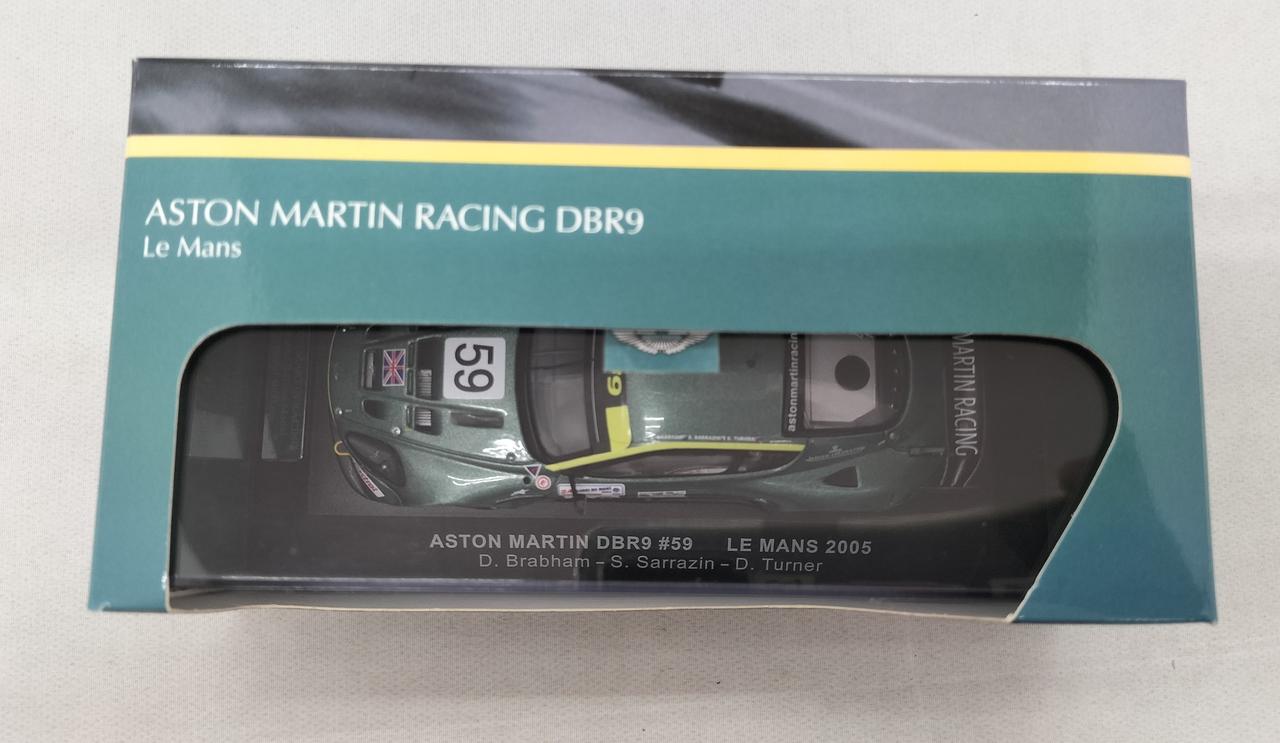 ASTON MARTIN RACING DBR9
Le Mans
59
astonmartinracin
MARTIN RACING
ASTON MARTIN DBR9 #59 LE MANS 2005
D. Brabham – S. Sarrazin – D. Turner